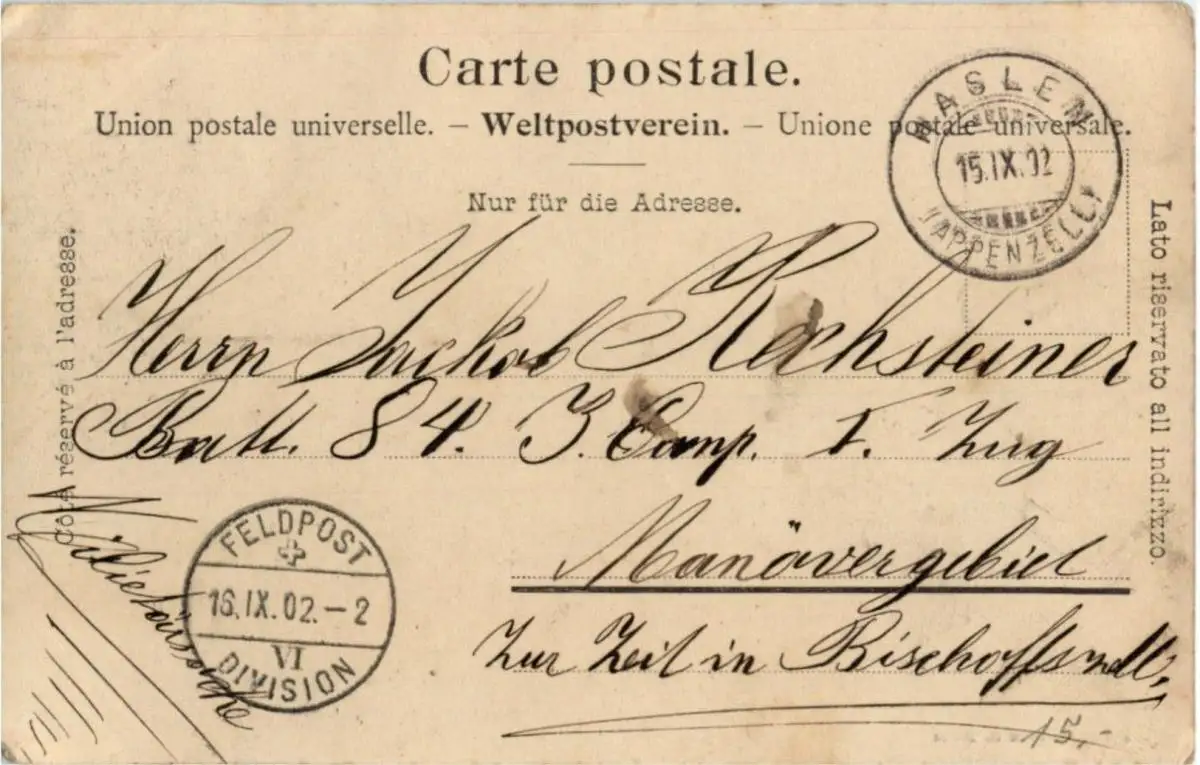 Carte postale.
Union postale universelle. – Weltpostverein. – Unione postale universale.
Nur für die Adresse.
HASLEN
15.IX.02
(APPENZELL)
Côté réservé à l'adresse.
Lato riservato all indirizzo.
Herrn Jackob Rechsteiner
Batt. 84. 3. Comp. I. Zug
Manövergebiet
Zur Zeit in Bischoffszell.
FELDPOST
16.IX.02.–2
VI
DIVISION
15.-